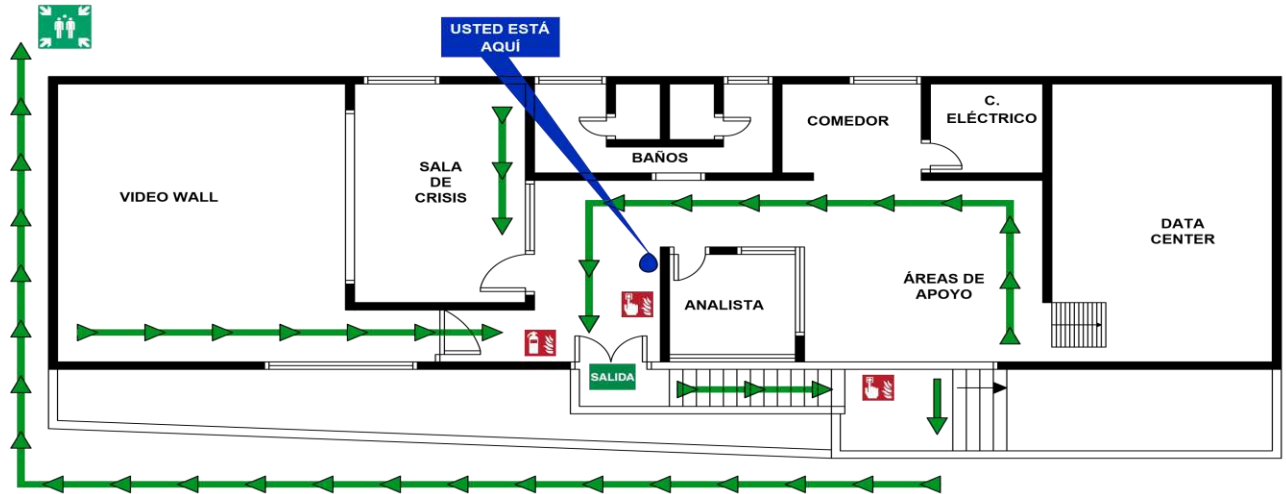 USTED ESTÁ
AQUÍ
VIDEO WALL
SALA
DE
CRISIS
BAÑOS
COMEDOR
C.
ELÉCTRICO
DATA
CENTER
ANALISTA
ÁREAS DE
APOYO
SALIDA